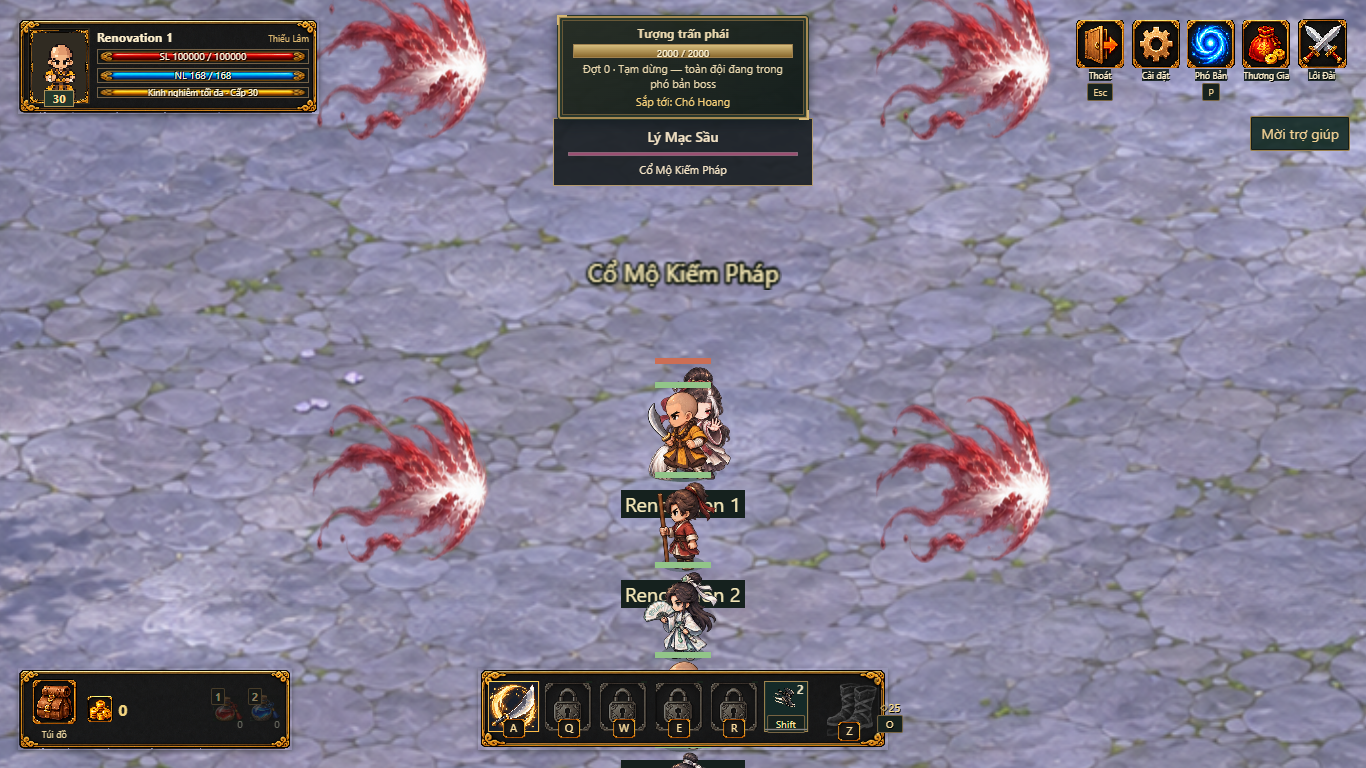 Renovation 1
Thiếu Lâm
SL 100000 / 100000
NL 168 / 168
Kinh nghiệm tối đa · Cấp 30
30
Tượng trấn phái
2000 / 2000
Đợt 0 · Tạm dừng — toàn đội đang trong
phó bản boss
Sắp tới: Chó Hoang
Lý Mạc Sầu
Cổ Mộ Kiếm Pháp
Thoát
Cài đặt
Phó Bản
Thương Gia
Lôi Đài
Esc
P
Mời trợ giúp
Cổ Mộ Kiếm Pháp
Túi đồ
0
1
0
2
0
A
Q
W
E
R
2
Shift
Z
25
O